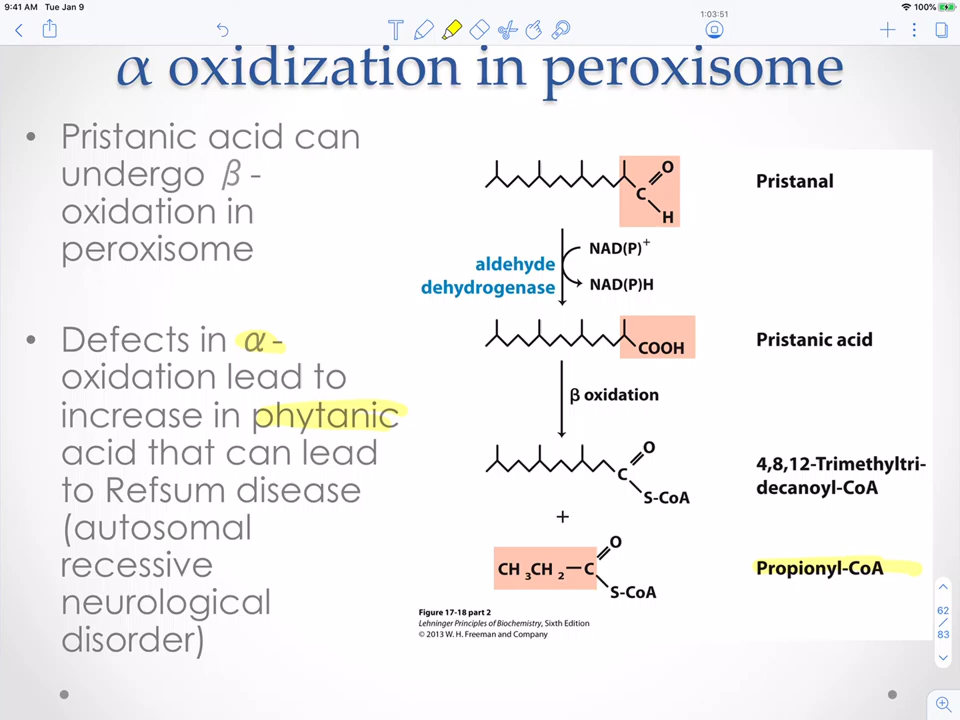 9:41 AM Tue Jan 9
1:03:51
100%
α oxidization in peroxisome
• Pristanic acid can
undergo β -
oxidation in
peroxisome
• Defects in α-
oxidation lead to
increase in phytanic
acid that can lead
to Refsum disease
(autosomal
recessive
neurological
disorder)
O
C
H
Pristanal
NAD(P)+
aldehyde
dehydrogenase
NAD(P)H
COOH
Pristanic acid
β oxidation
O
C
S-CoA
4,8,12-Trimethyltri-
decanoyl-CoA
+
O
CH3CH2—C
S-CoA
Propionyl-CoA
Figure 17-18 part 2
Lehninger Principles of Biochemistry, Sixth Edition
© 2013 W. H. Freeman and Company
62
/
83